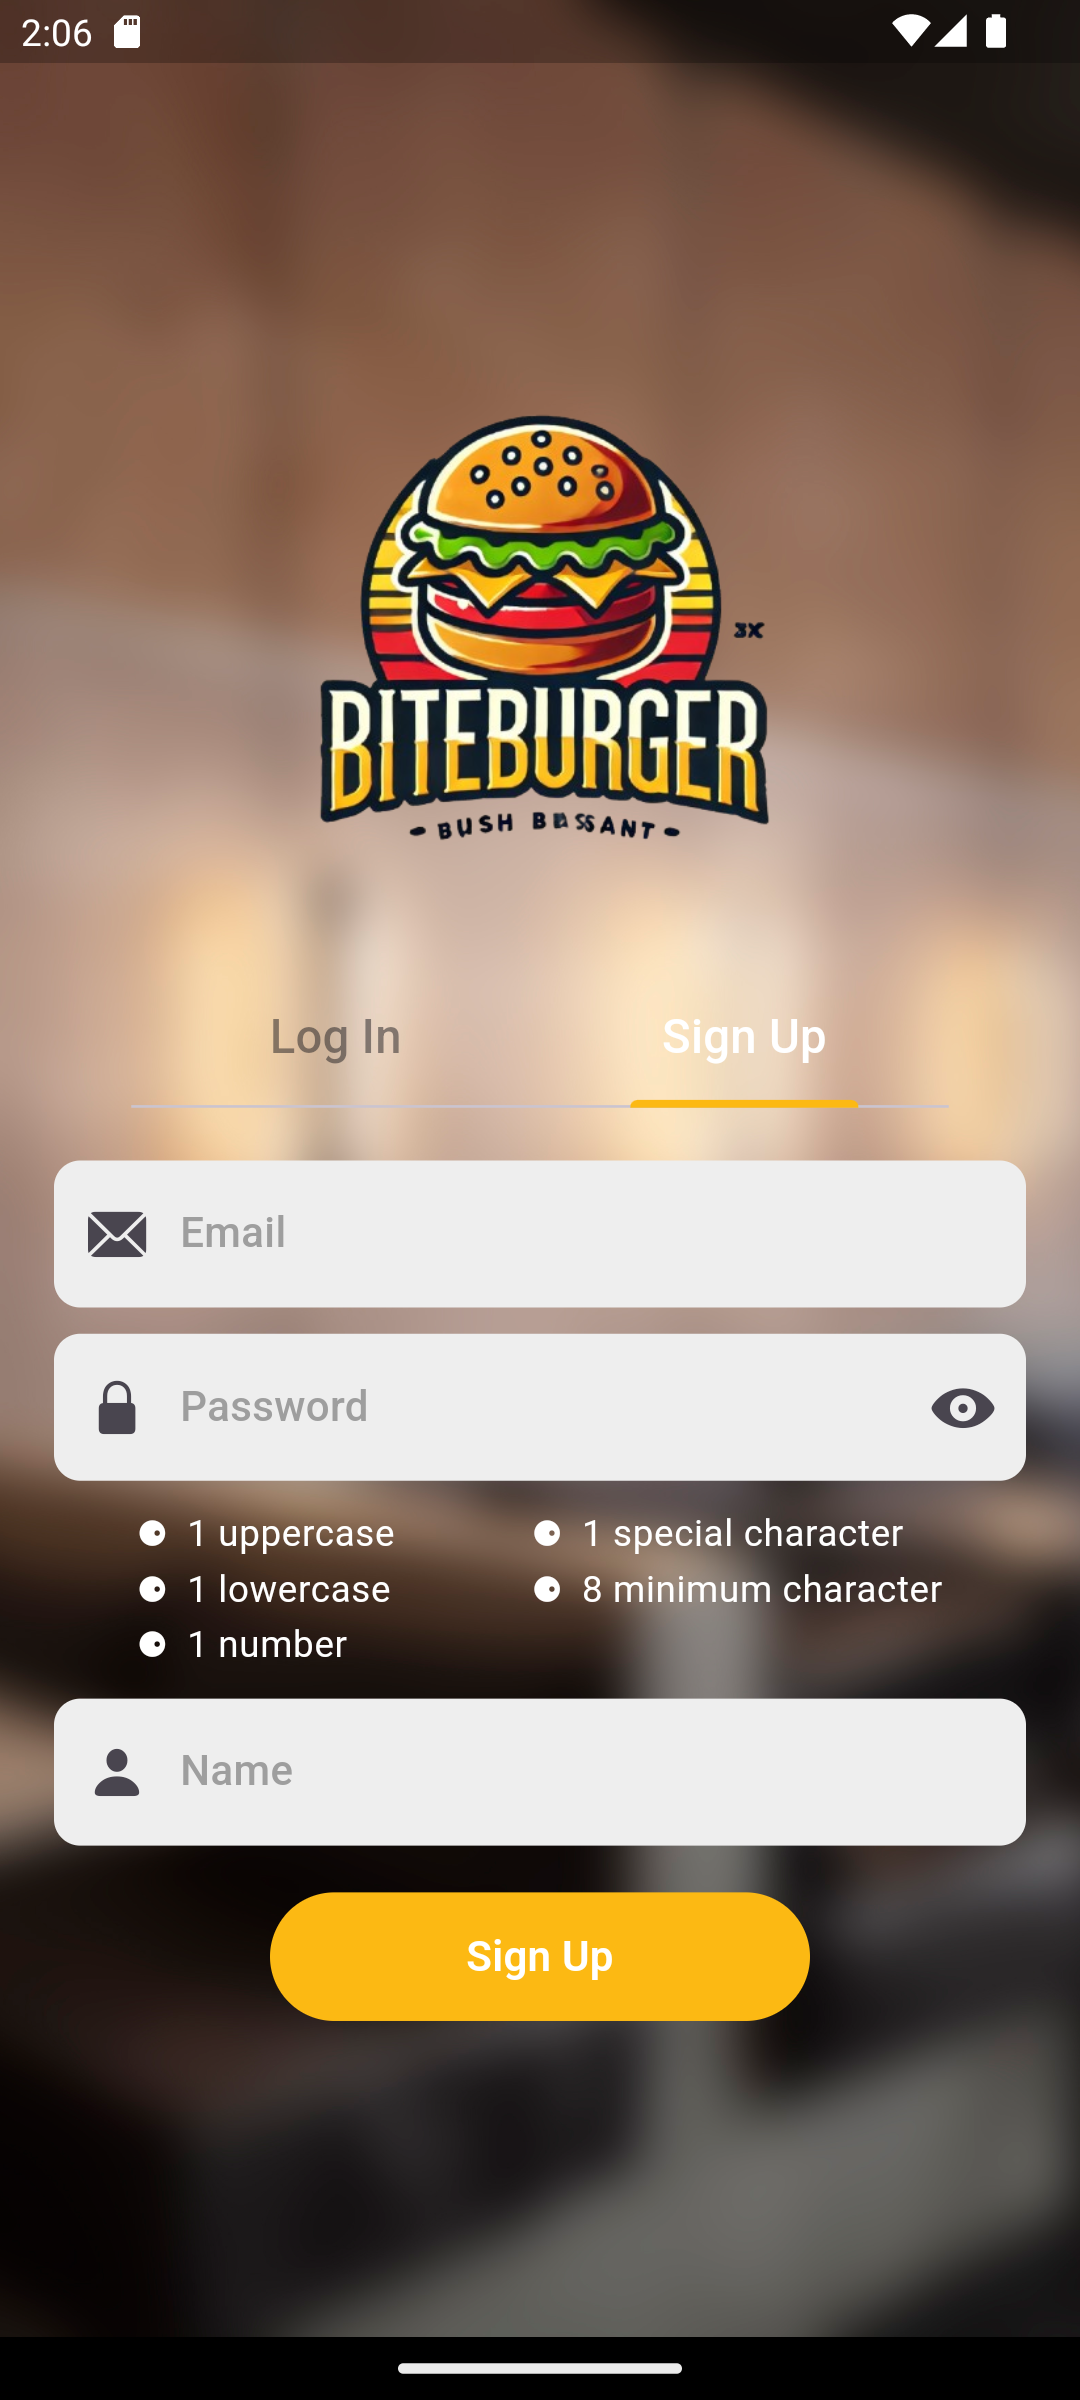 2:06
3X
BITEBURGER
- BUSH BASSANT -
Log In
Sign Up
Email
Password
1 uppercase
1 special character
1 lowercase
8 minimum character
1 number
Name
Sign Up